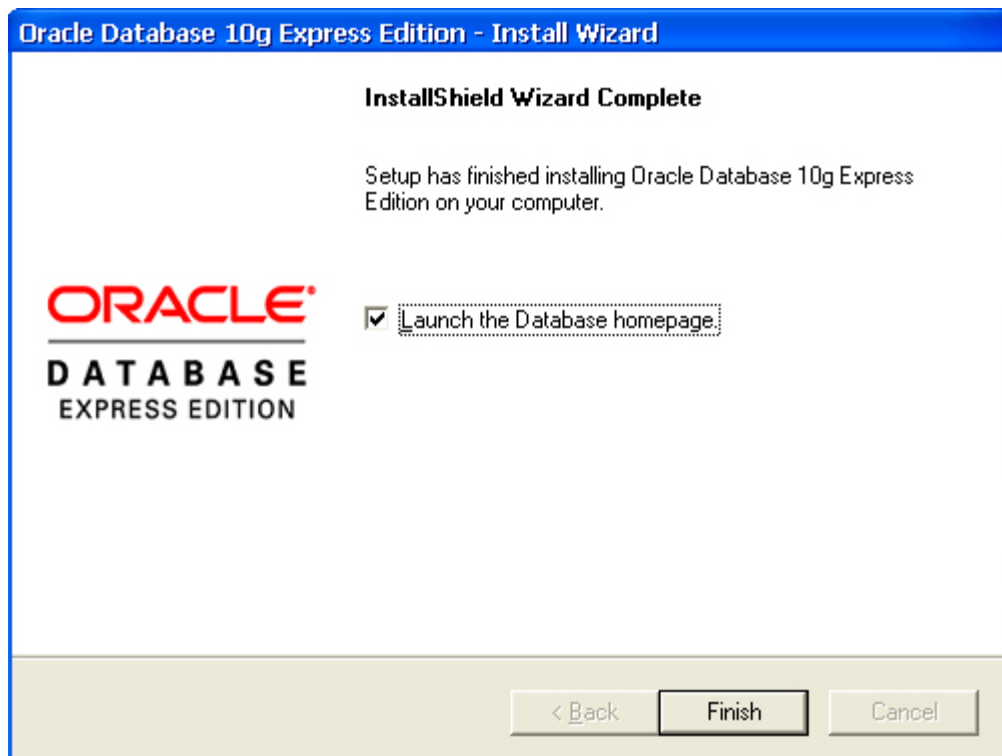 Oracle Database 10g Express Edition - Install Wizard
InstallShield Wizard Complete
Setup has finished installing Oracle Database 10g Express
Edition on your computer.
ORACLE
DATABASE
EXPRESS EDITION
Launch the Database homepage.
< Back
Finish
Cancel